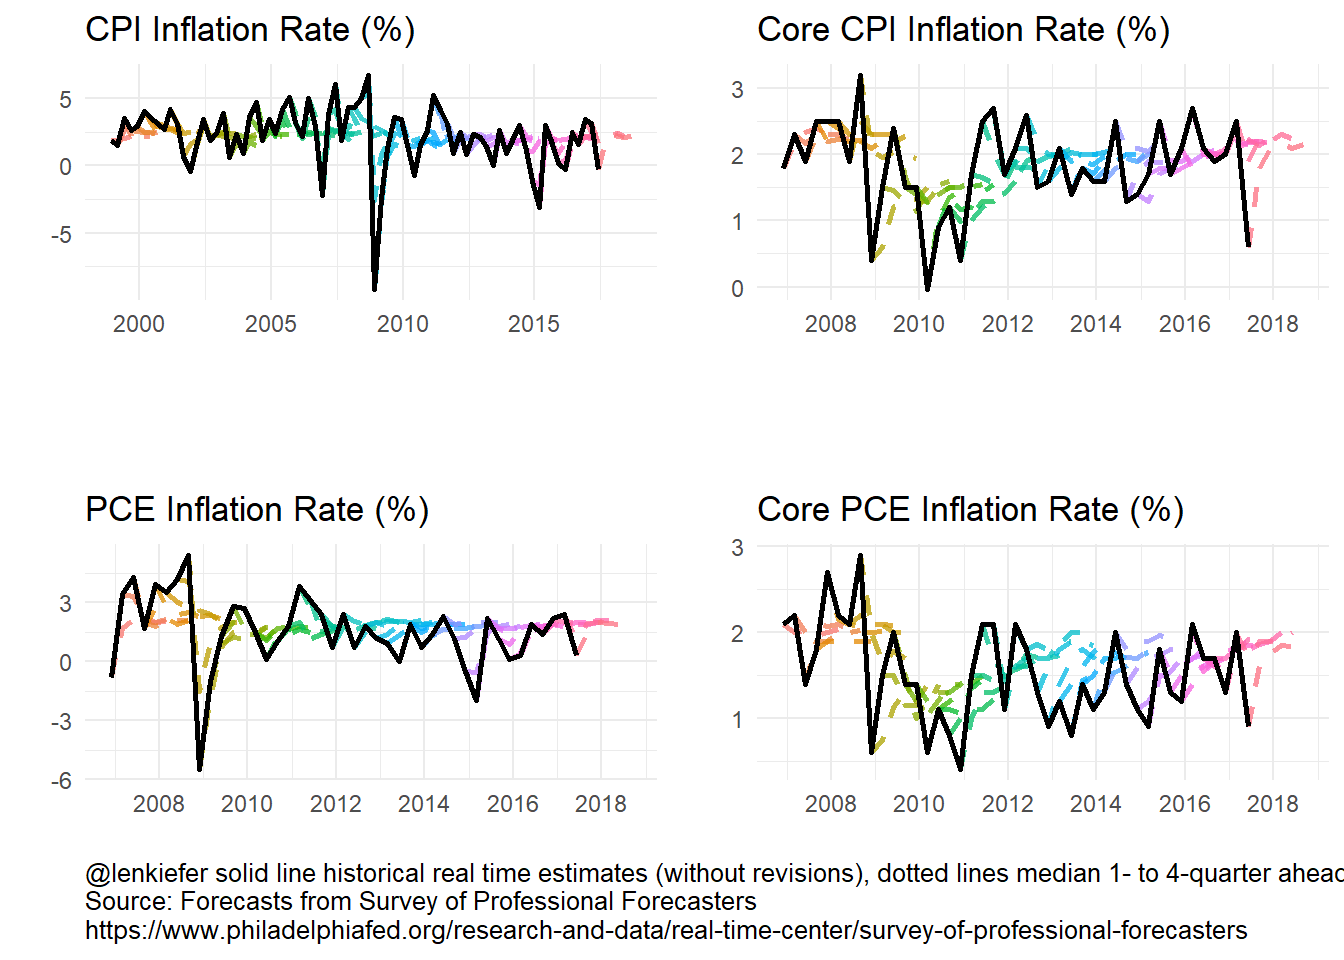 CPI Inflation Rate (%)
5
0
-5
2000 2005 2010 2015
Core CPI Inflation Rate (%)
3
2
1
0
2008 2010 2012 2014 2016 2018
PCE Inflation Rate (%)
3
0
-3
-6
2008 2010 2012 2014 2016 2018
Core PCE Inflation Rate (%)
3
2
1
2008 2010 2012 2014 2016 2018
@lenkiefer solid line historical real time estimates (without revisions), dotted lines median 1- to 4-quarter ahead
Source: Forecasts from Survey of Professional Forecasters
https://www.philadelphiafed.org/research-and-data/real-time-center/survey-of-professional-forecasters